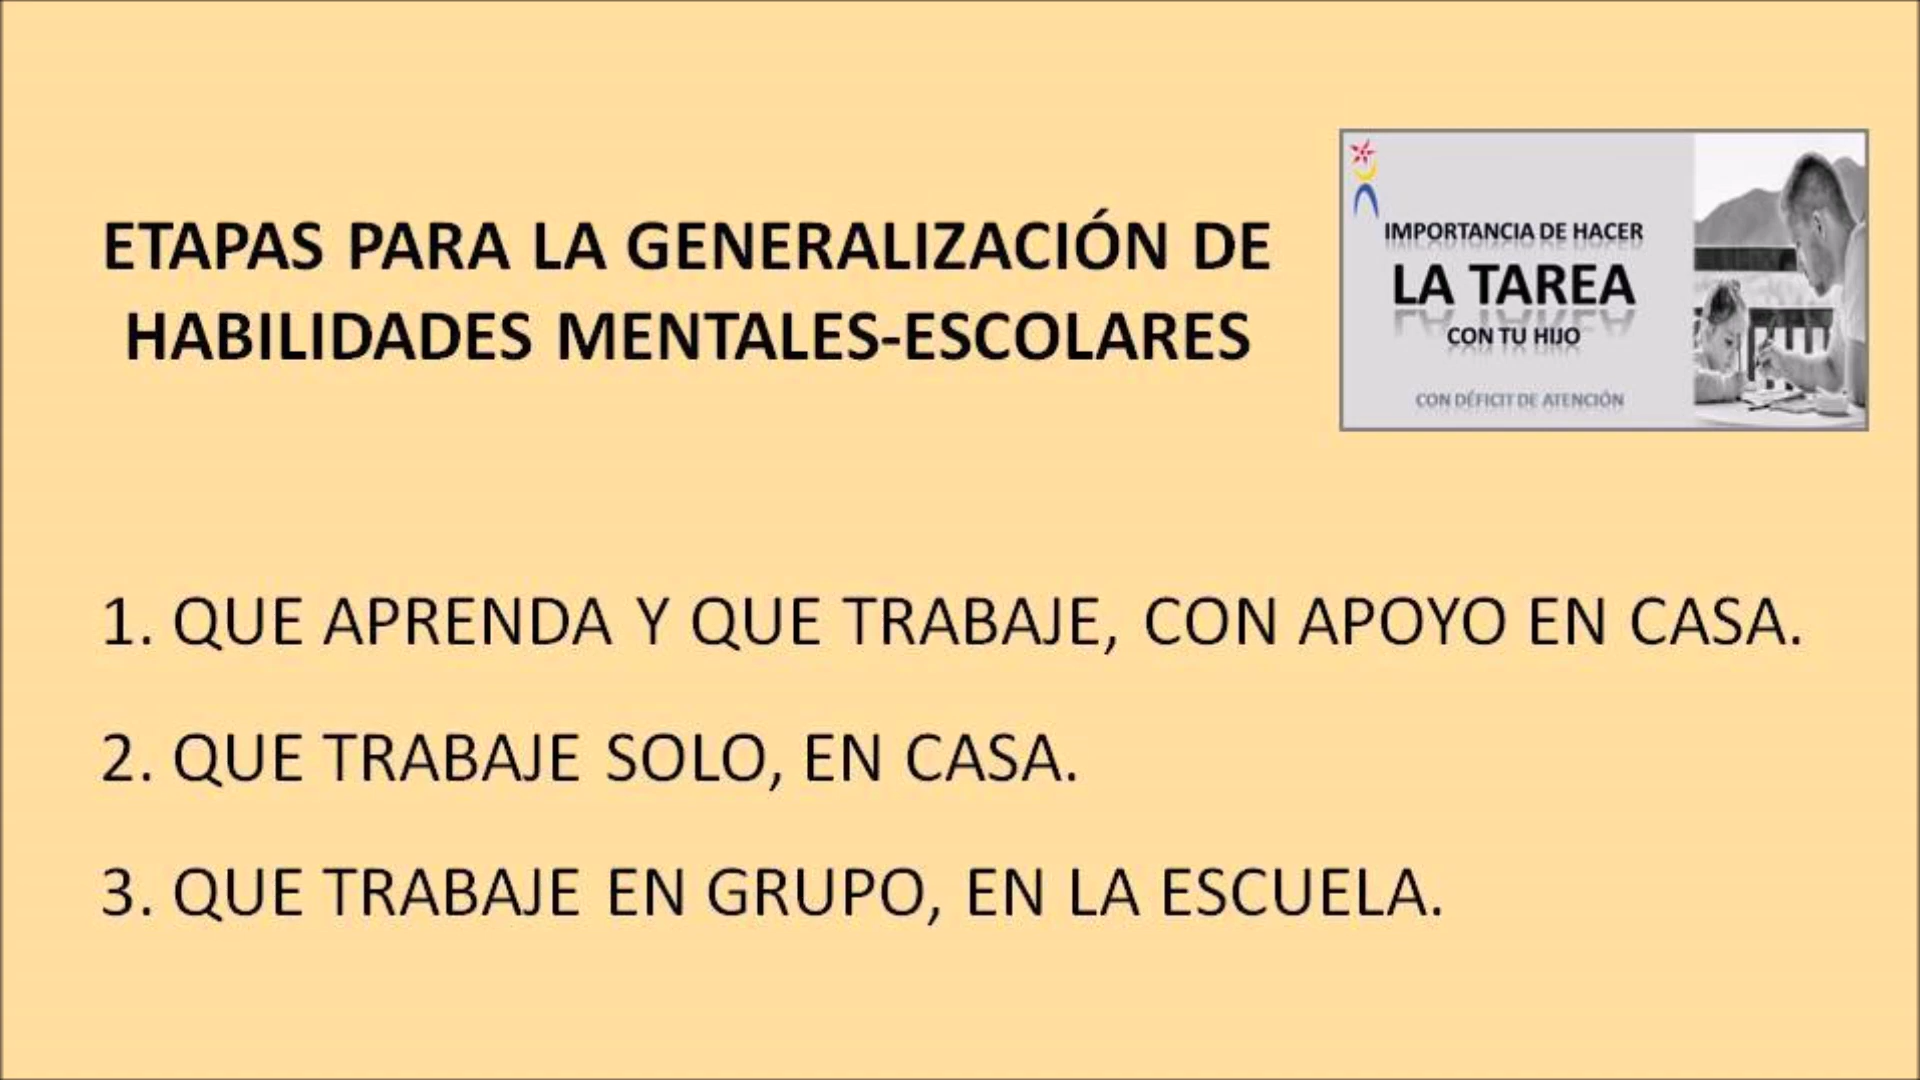 ETAPAS PARA LA GENERALIZACIÓN DE
HABILIDADES MENTALES-ESCOLARES
IMPORTANCIA DE HACER
LA TAREA
CON TU HIJO
CON DÉFICIT DE ATENCIÓN
1. QUE APRENDA Y QUE TRABAJE, CON APOYO EN CASA.
2. QUE TRABAJE SOLO, EN CASA.
3. QUE TRABAJE EN GRUPO, EN LA ESCUELA.